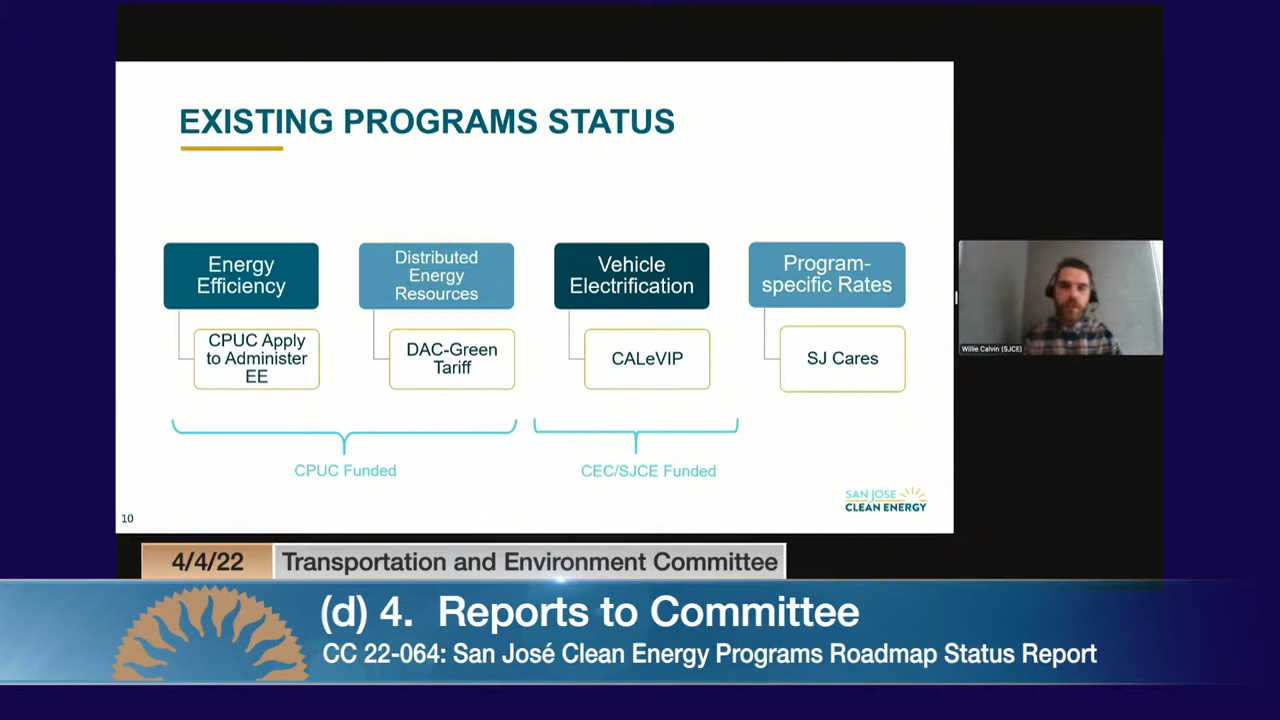 EXISTING PROGRAMS STATUS
Energy
Efficiency
CPUC Apply
to Administer
EE
Distributed
Energy
Resources
DAC-Green
Tariff
Vehicle
Electrification
CALeVIP
Program-
specific Rates
SJ Cares
CPUC Funded
CEC/SJCE Funded
10
SAN JOSE
CLEAN ENERGY
Willie Calvin (SJCE)
4/4/22
Transportation and Environment Committee
(d) 4. Reports to Committee
CC 22-064: San José Clean Energy Programs Roadmap Status Report